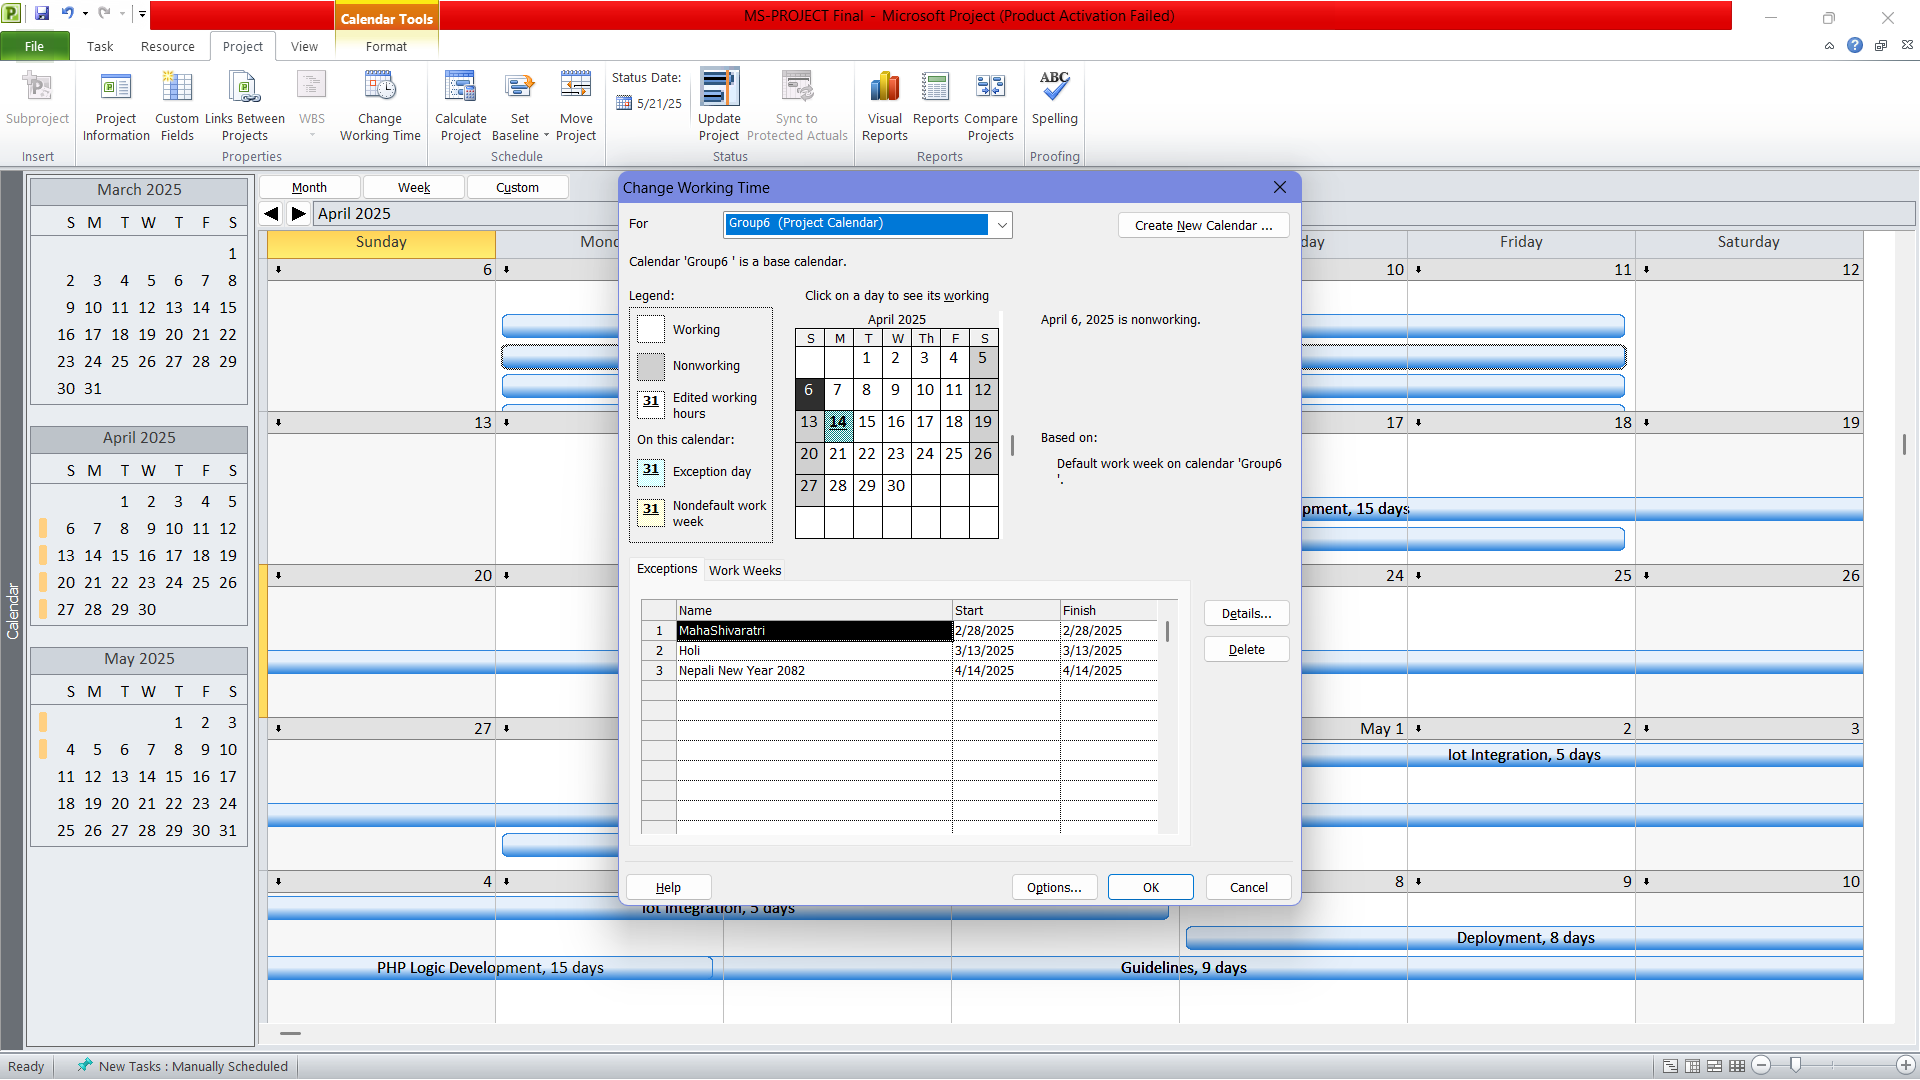 MS-PROJECT Final - Microsoft Project (Product Activation Failed)
Calendar Tools
File Task Resource Project View Format
Subproject
Insert
Project Information
Custom Fields
Links Between Projects
WBS
Change Working Time
Properties
Calculate Project
Set Baseline
Move Project
Schedule
Status Date:
5/21/25
Update Project
Sync to Protected Actuals
Status
Visual Reports
Reports
Compare Projects
Reports
ABC
Spelling
Proofing
Calendar
March 2025
S M T W T F S
1
2 3 4 5 6 7 8
9 10 11 12 13 14 15
16 17 18 19 20 21 22
23 24 25 26 27 28 29
30 31
April 2025
S M T W T F S
1 2 3 4 5
6 7 8 9 10 11 12
13 14 15 16 17 18 19
20 21 22 23 24 25 26
27 28 29 30
May 2025
S M T W T F S
1 2 3
4 5 6 7 8 9 10
11 12 13 14 15 16 17
18 19 20 21 22 23 24
25 26 27 28 29 30 31
Month Week Custom
April 2025
Sunday Mond day Friday Saturday
6 10 11 12
13 17 18 19
pment, 15 days
20 24 25 26
27 May 1 2 3
Iot Integration, 5 days
4 8 9 10
Iot Integration, 5 days
Deployment, 8 days
PHP Logic Development, 15 days
Guidelines, 9 days
Change Working Time
For
Group6 (Project Calendar)
Create New Calendar ...
Calendar 'Group6 ' is a base calendar.
Legend:
Working
Nonworking
31 Edited working hours
On this calendar:
31 Exception day
31 Nondefault work week
Click on a day to see its working
April 2025
S M T W Th F S
1 2 3 4 5
6 7 8 9 10 11 12
13 14 15 16 17 18 19
20 21 22 23 24 25 26
27 28 29 30
April 6, 2025 is nonworking.
Based on:
Default work week on calendar 'Group6
'.
Exceptions Work Weeks
Name Start Finish
1 MahaShivaratri 2/28/2025 2/28/2025
2 Holi 3/13/2025 3/13/2025
3 Nepali New Year 2082 4/14/2025 4/14/2025
Details...
Delete
Help Options... OK Cancel
Ready
New Tasks : Manually Scheduled